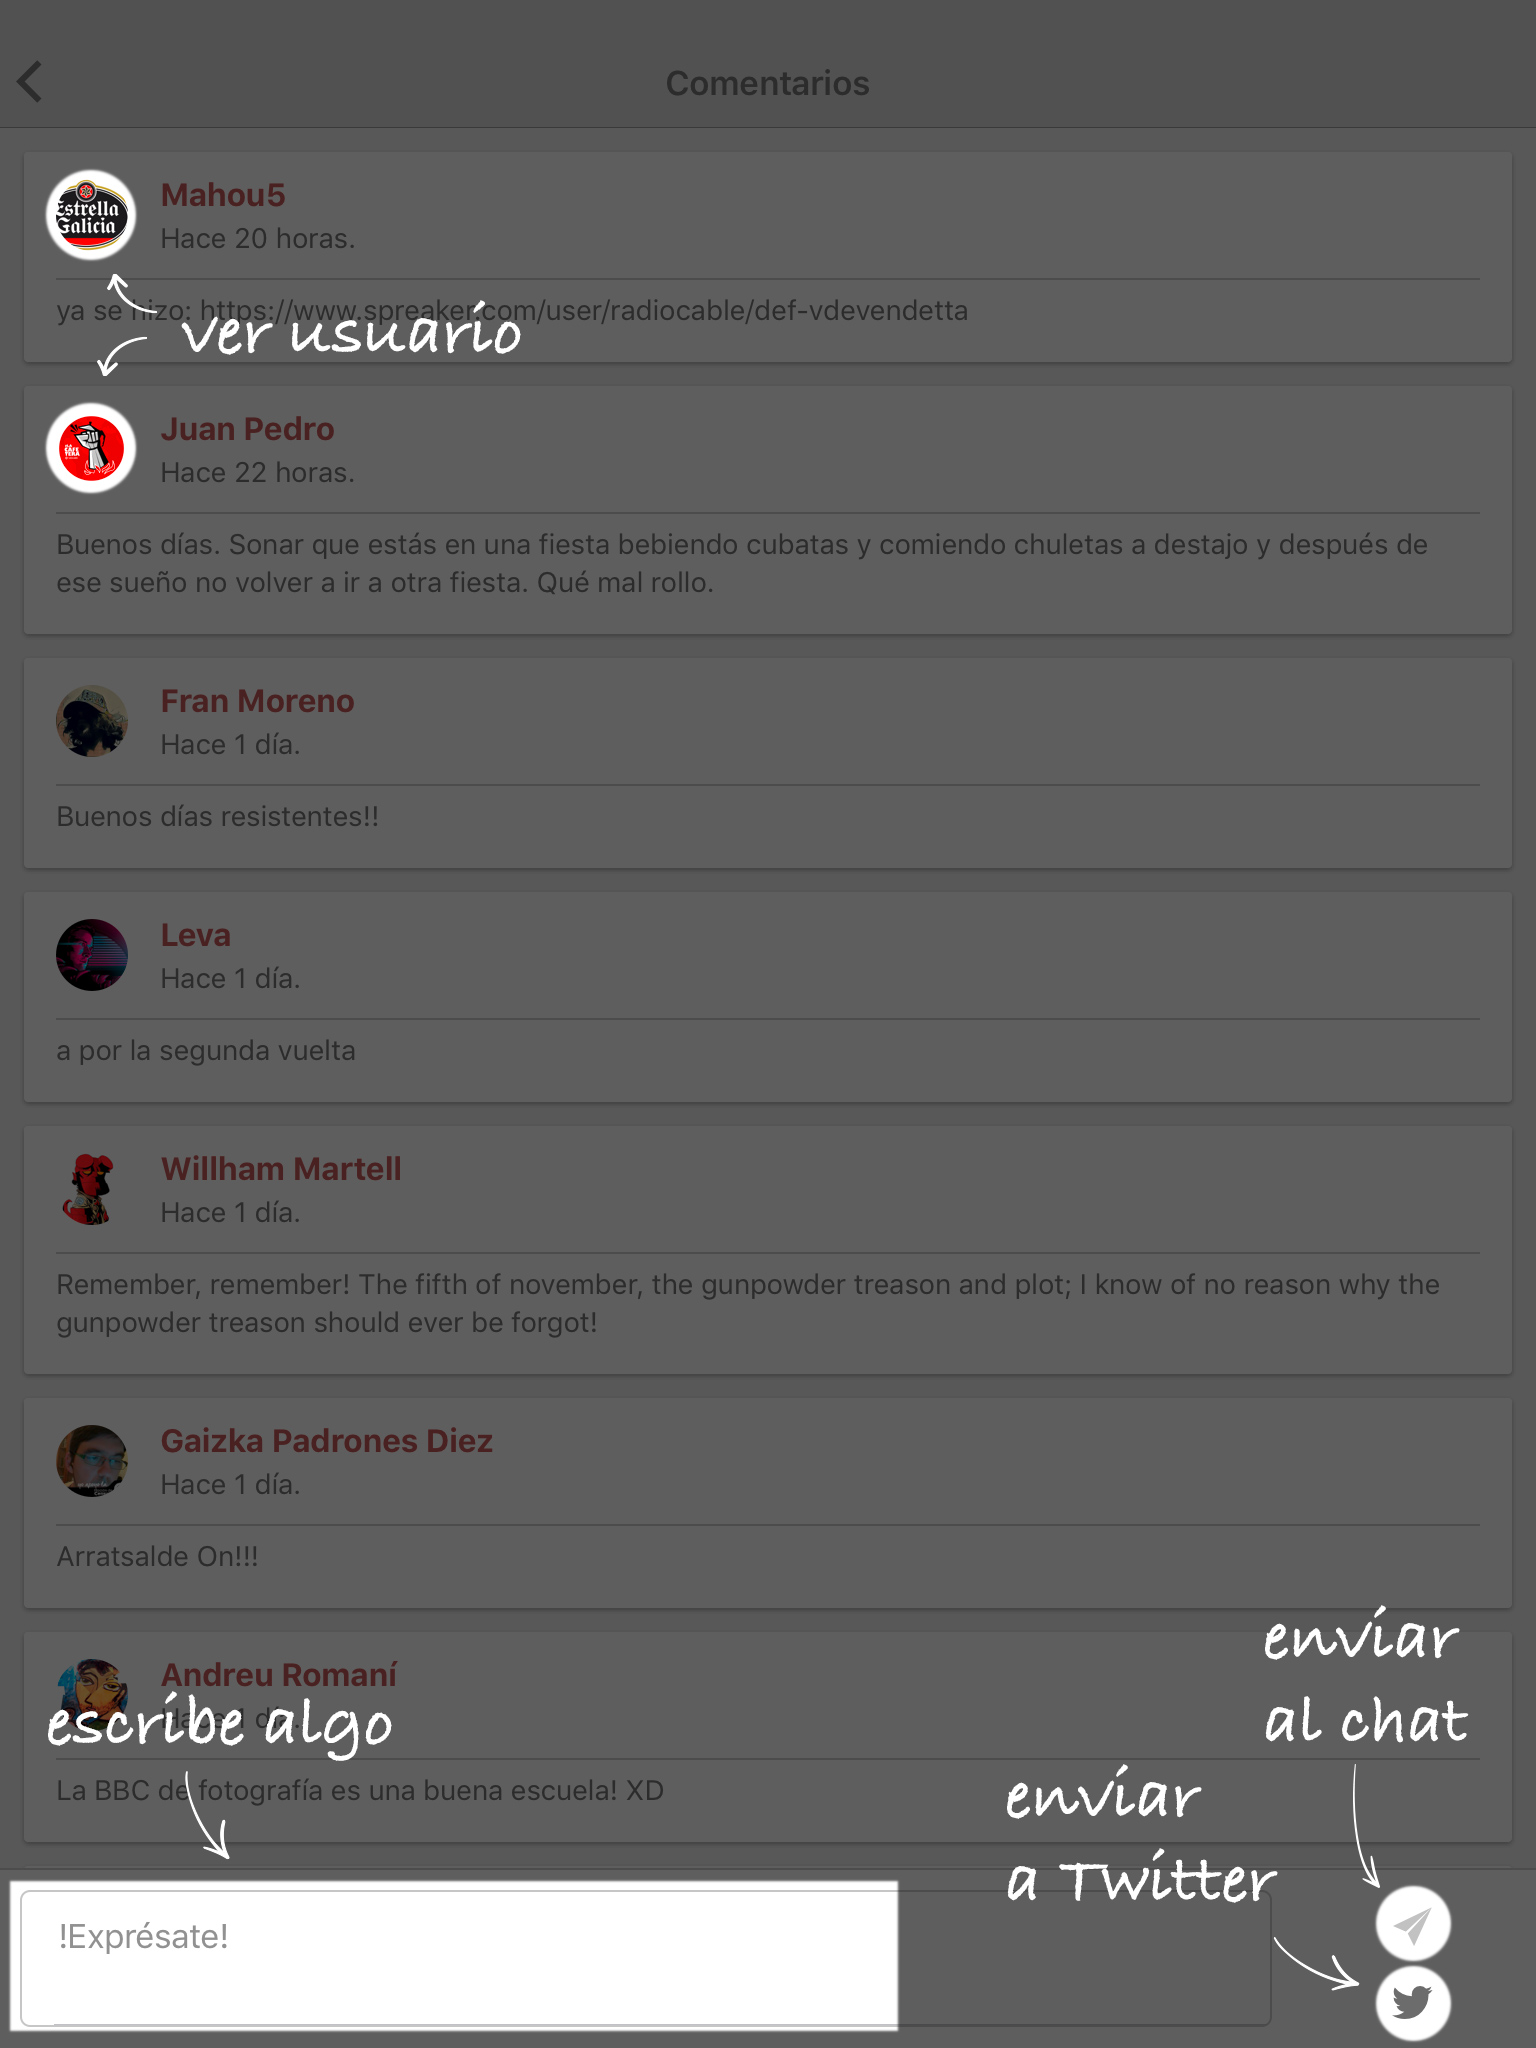 Comentarios
Estrella
Galicia
Mahou5
Hace 20 horas.
ya se hizo: https://www.spreaker.com/user/radiocable/def-vdevendetta
ver usuario
Juan Pedro
Hace 22 horas.
Buenos días. Sonar que estás en una fiesta bebiendo cubatas y comiendo chuletas a destajo y después de
ese sueño no volver a ir a otra fiesta. Qué mal rollo.
Fran Moreno
Hace 1 día.
Buenos días resistentes!!
Leva
Hace 1 día.
a por la segunda vuelta
Willham Martell
Hace 1 día.
Remember, remember! The fifth of november, the gunpowder treason and plot; I know of no reason why the
gunpowder treason should ever be forgot!
Gaizka Padrones Diez
Hace 1 día.
Arratsalde On!!!
Andreu Romaní
Hace 1 día.
La BBC de fotografía es una buena escuela! XD
escribe algo
enviar
al chat
enviar
a Twitter
!Exprésate!